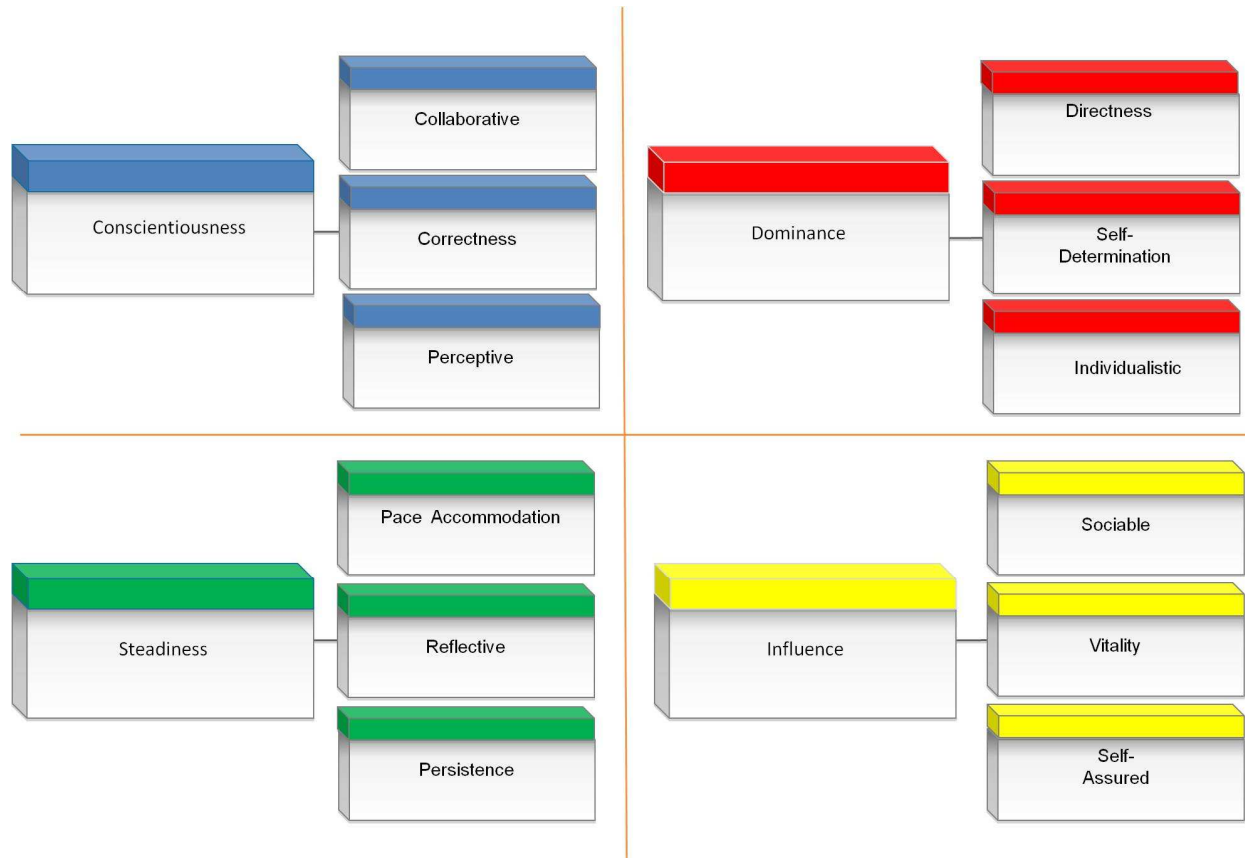 Conscientiousness
Collaborative
Correctness
Perceptive
Dominance
Directness
Self-
Determination
Individualistic
Steadiness
Pace Accommodation
Reflective
Persistence
Influence
Sociable
Vitality
Self-
Assured